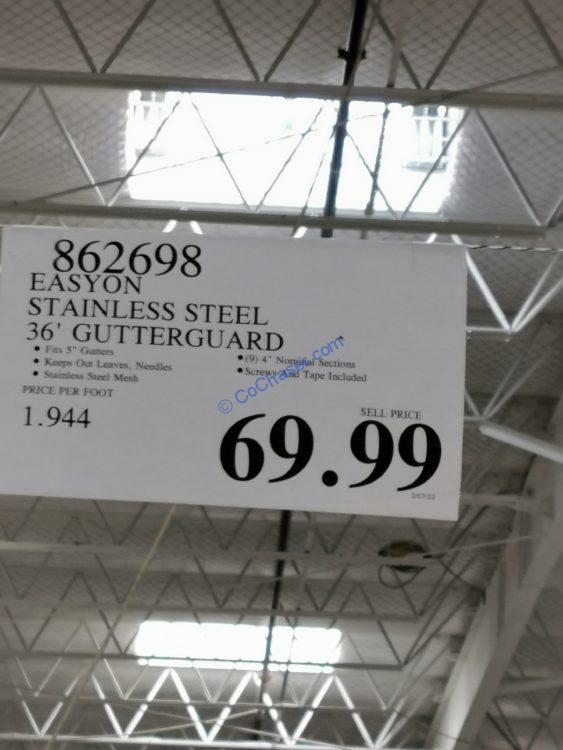 862698
EASYON
STAINLESS STEEL
36' GUTTERGUARD
• Fits 5" Gutters
• Keeps Out Leaves, Needles
• Stainless Steel Mesh
• (9) 4" Nominal Sections
• Screws And Tape Included
PRICE PER FOOT
1.944
SELL PRICE
69.99
© CoChaser.com